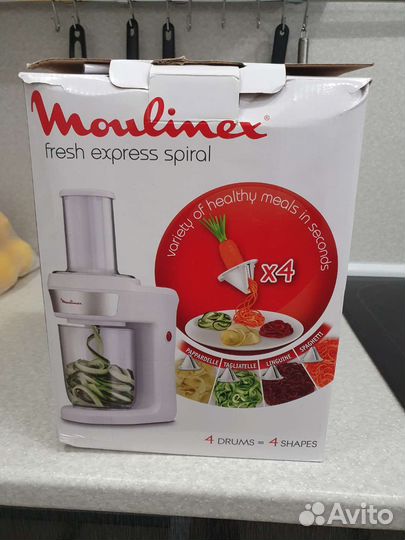 Moulinex®
fresh express spiral
variety of healthy meals in seconds
x4
Moulinex
PAPPARDELLE TAGLIATELLE LINGUINE SPAGHETTI
4 DRUMS = 4 SHAPES
Avito